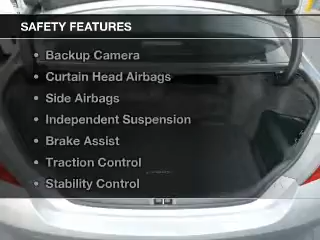 SAFETY FEATURES
• Backup Camera
• Curtain Head Airbags
• Side Airbags
• Independent Suspension
• Brake Assist
• Traction Control
• Stability Control